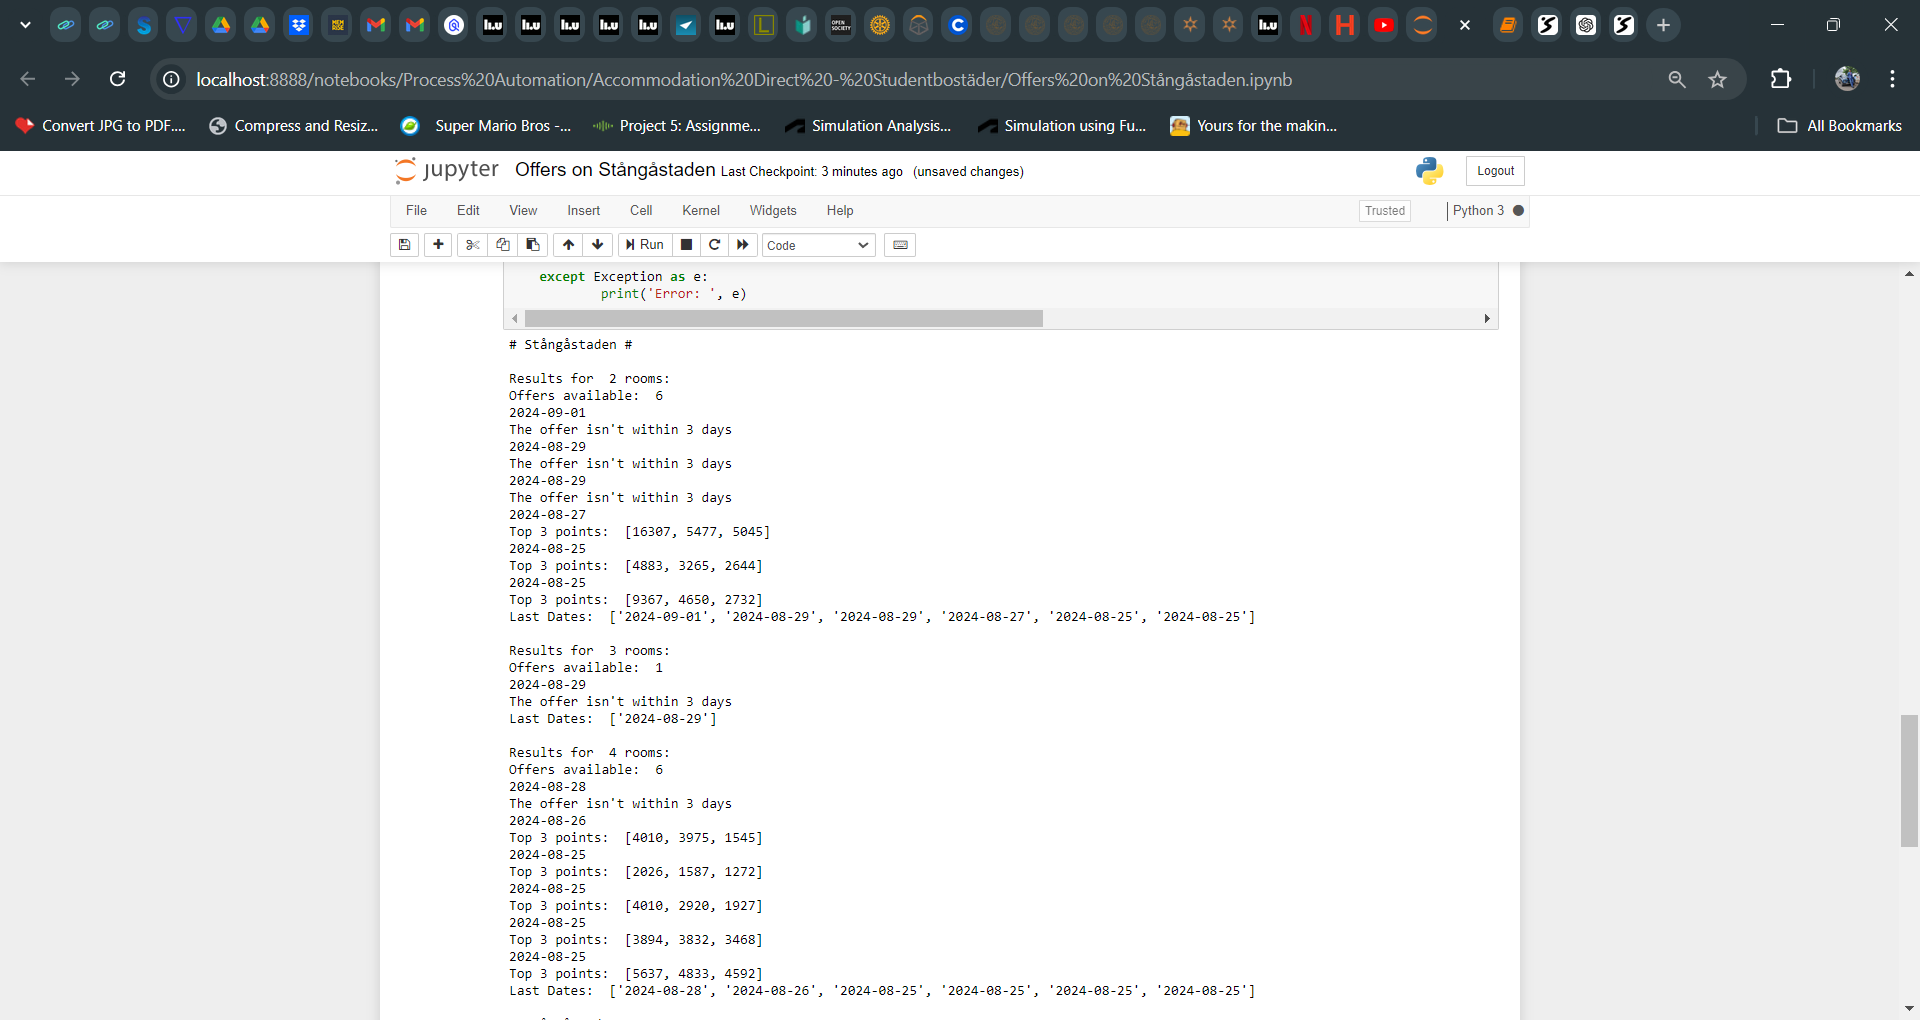 localhost:8888/notebooks/Process%20Automation/Accommodation%20Direct%20-%20Studentbostäder/Offers%20on%20Stångåstaden.ipynb
Convert JPG to PDF....
Compress and Resiz...
Super Mario Bros -...
Project 5: Assignme...
Simulation Analysis...
Simulation using Fu...
Yours for the makin...
All Bookmarks
jupyter Offers on Stångåstaden Last Checkpoint: 3 minutes ago (unsaved changes)
Logout
File Edit View Insert Cell Kernel Widgets Help
Trusted
Python 3
Run
Code
except Exception as e:
print('Error: ', e)
# Stångåstaden #
Results for  2 rooms:
Offers available:  6
2024-09-01
The offer isn't within 3 days
2024-08-29
The offer isn't within 3 days
2024-08-29
The offer isn't within 3 days
2024-08-27
Top 3 points:  [16307, 5477, 5045]
2024-08-25
Top 3 points:  [4883, 3265, 2644]
2024-08-25
Top 3 points:  [9367, 4650, 2732]
Last Dates:  ['2024-09-01', '2024-08-29', '2024-08-29', '2024-08-27', '2024-08-25', '2024-08-25']
Results for  3 rooms:
Offers available:  1
2024-08-29
The offer isn't within 3 days
Last Dates:  ['2024-08-29']
Results for  4 rooms:
Offers available:  6
2024-08-28
The offer isn't within 3 days
2024-08-26
Top 3 points:  [4010, 3975, 1545]
2024-08-25
Top 3 points:  [2026, 1587, 1272]
2024-08-25
Top 3 points:  [4010, 2920, 1927]
2024-08-25
Top 3 points:  [3894, 3832, 3468]
2024-08-25
Top 3 points:  [5637, 4833, 4592]
Last Dates:  ['2024-08-28', '2024-08-26', '2024-08-25', '2024-08-25', '2024-08-25', '2024-08-25']